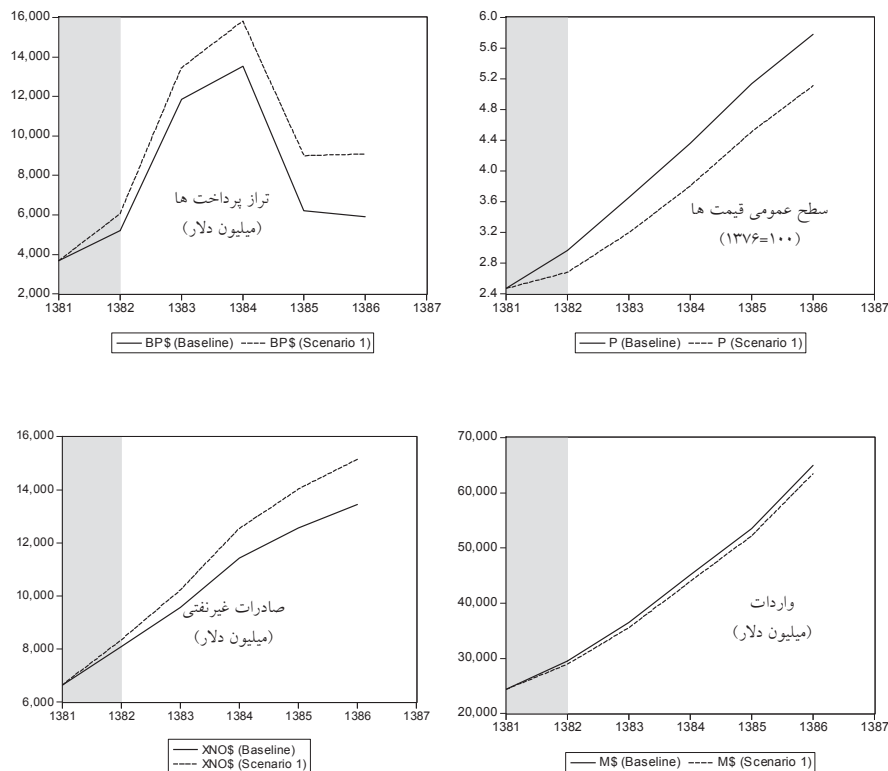 16,000
14,000
12,000
10,000
8,000
6,000
4,000
2,000
1381 1382 1383 1384 1385 1386 1387
تراز پرداخت ها
(میلیون دلار)
BP$ (Baseline) BP$ (Scenario 1)
6.0
5.6
5.2
4.8
4.4
4.0
3.6
3.2
2.8
2.4
1381 1382 1383 1384 1385 1386 1387
سطح عمومی قیمت ها
(۱۳۷۶=۱۰۰)
P (Baseline) P (Scenario 1)
16,000
14,000
12,000
10,000
8,000
6,000
1381 1382 1383 1384 1385 1386 1387
صادرات غیرنفتی
(میلیون دلار)
XNO$ (Baseline)
XNO$ (Scenario 1)
70,000
60,000
50,000
40,000
30,000
20,000
1381 1382 1383 1384 1385 1386 1387
واردات
(میلیون دلار)
M$ (Baseline) M$ (Scenario 1)